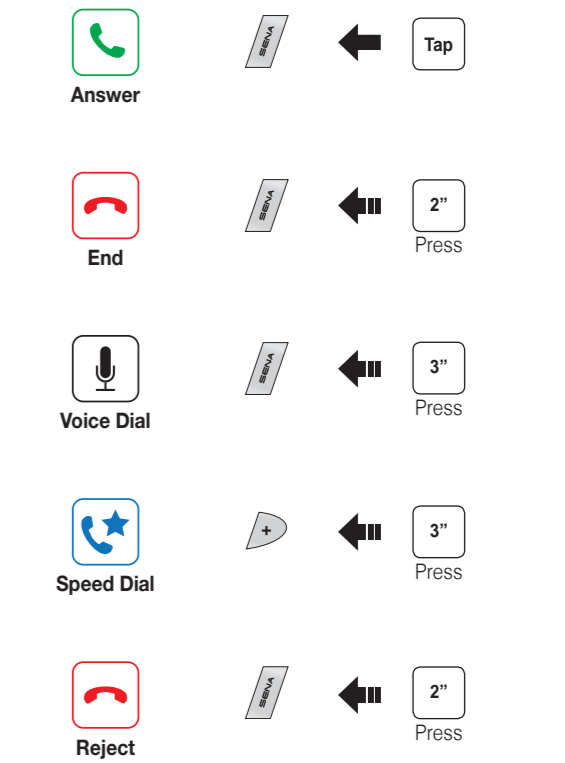 SENA
Tap
Answer
SENA
2”
Press
End
SENA
3”
Press
Voice Dial
+
3”
Press
Speed Dial
SENA
2”
Press
Reject